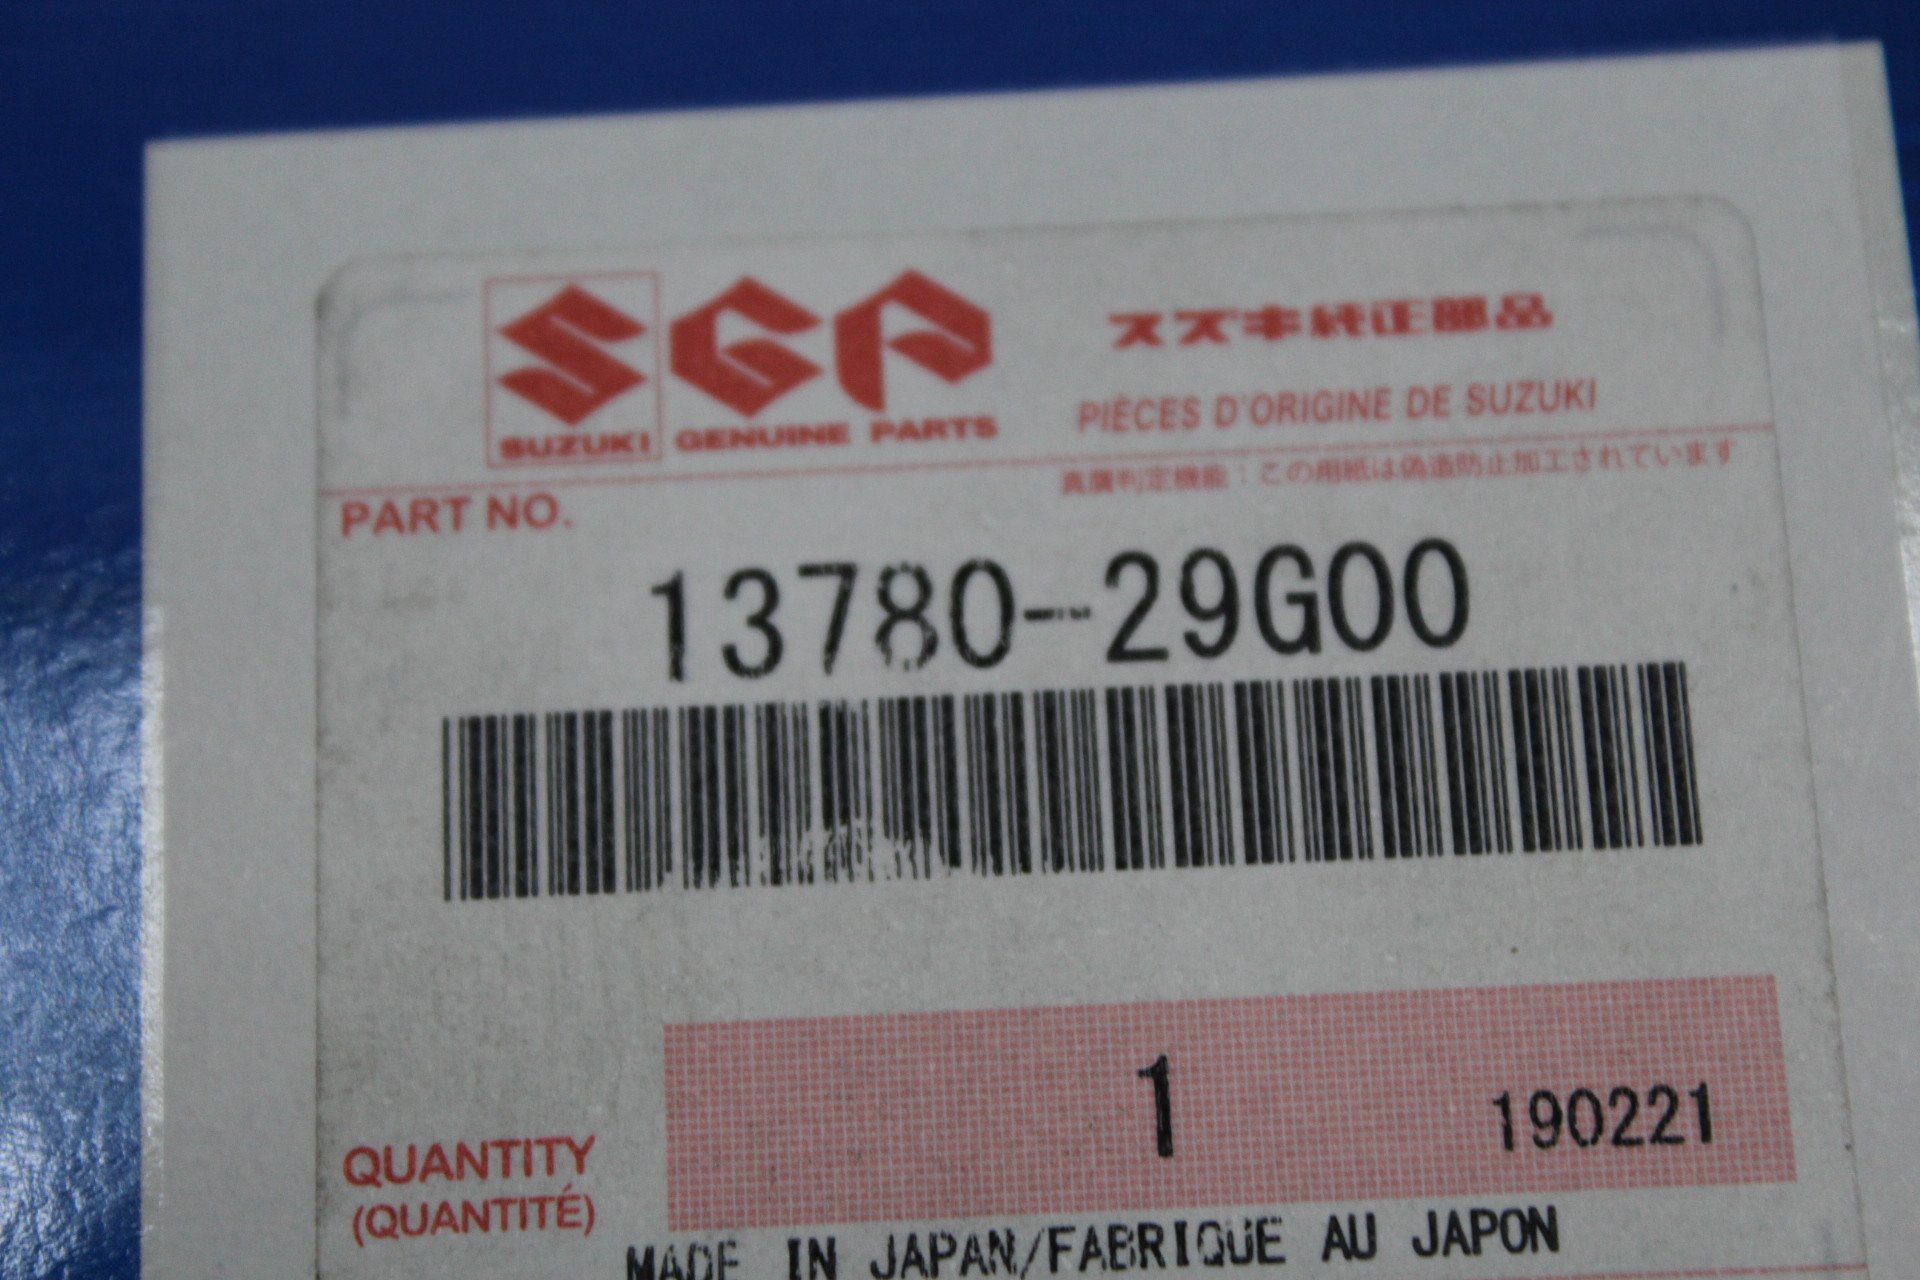 SGP スズキ純正部品
SUZUKI GENUINE PARTS PIÈCES D'ORIGINE DE SUZUKI
真贋判定機能：この用紙は偽造防止加工されています
PART NO.
13780-29G00
1 190221
QUANTITY
(QUANTITÉ)
MADE IN JAPAN/FABRIQUE AU JAPON